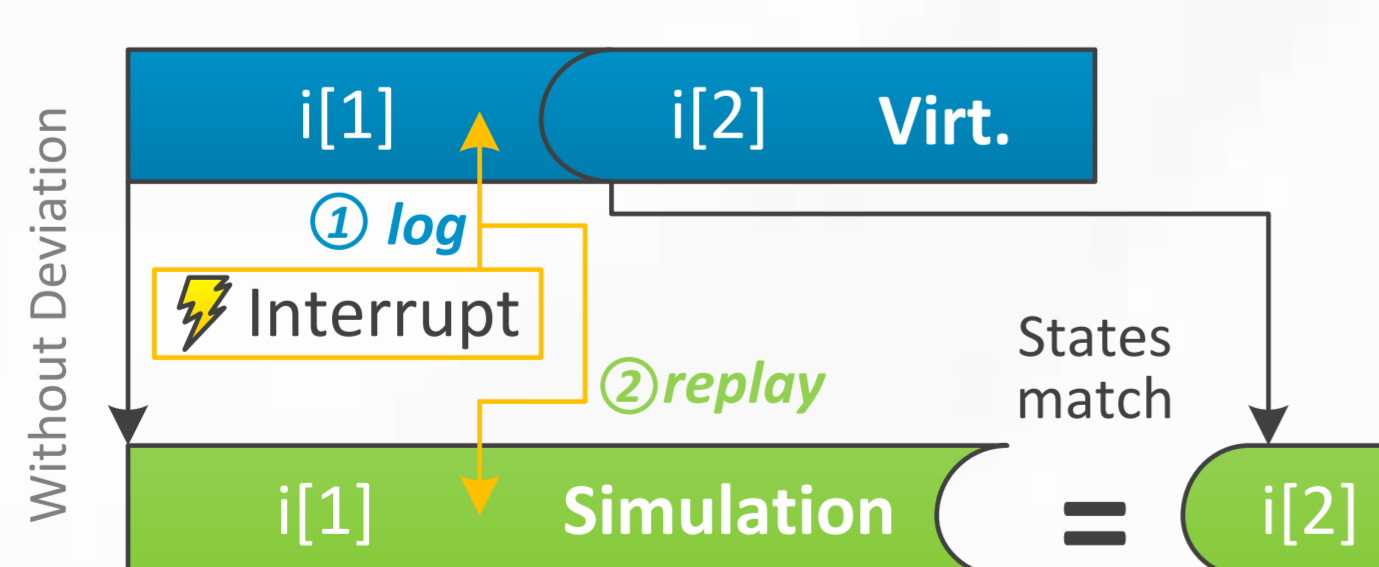 Without Deviation
i[1]
i[2]
Virt.
① log
Interrupt
② replay
States
match
i[1]
Simulation
=
i[2]